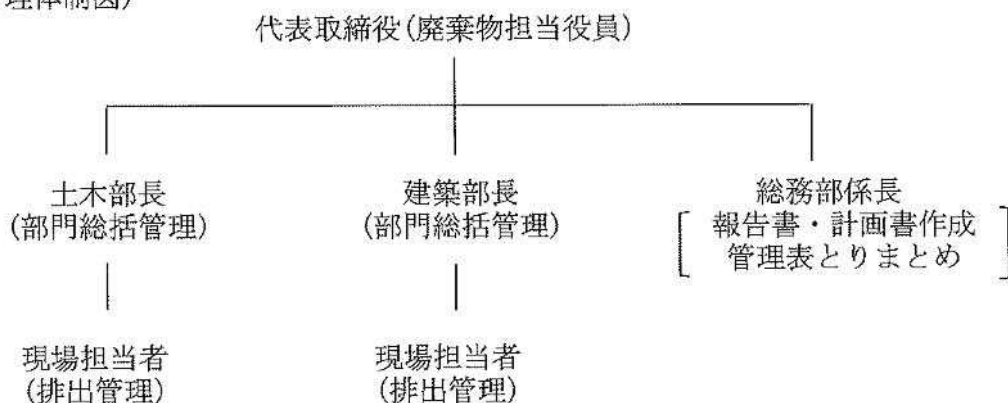 理体制図)
代表取締役(廃棄物担当役員)
土木部長
(部門総括管理)
建築部長
(部門総括管理)
総務部係長
報告書・計画書作成
管理表とりまとめ
現場担当者
(排出管理)
現場担当者
(排出管理)